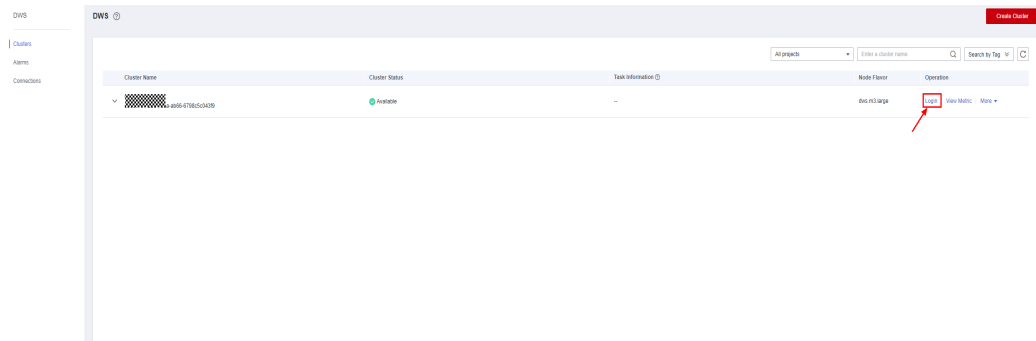 DWS
Clusters
Alarms
Connections
DWS
Create Cluster
All projects
Enter a cluster name
Search by Tag
Cluster Name
Cluster Status
Task Information
Node Flavor
Operation
a-ab66-6798c5c043f9
Available
--
dws.m3.large
Login
View Metric
More